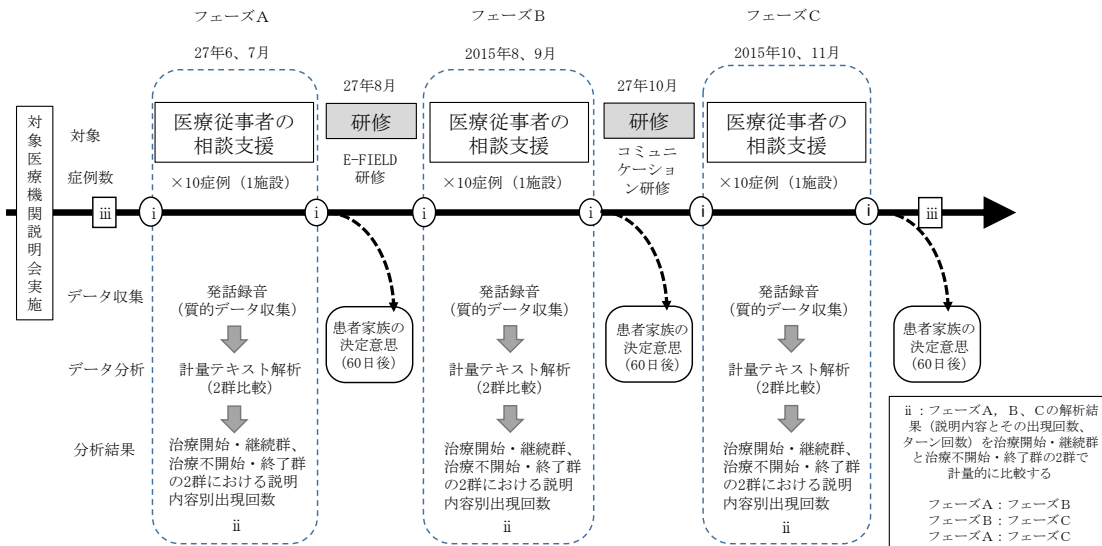 フェーズA
フェーズB
フェーズC
27年6、7月
2015年8、9月
2015年10、11月
27年8月
27年10月
対象医療機関説明会実施
対象
医療従事者の
相談支援
研修
医療従事者の
相談支援
研修
医療従事者の
相談支援
E-FIELD
研修
コミュニ
ケーショ
ン研修
症例数
×10症例（1施設）
×10症例（1施設）
×10症例（1施設）
ⅲ
i
i
i
i
i
i
ⅲ
データ収集
発話録音
(質的データ収集)
発話録音
(質的データ収集)
発話録音
(質的データ収集)
患者家族の
決定意思
(60日後)
患者家族の
決定意思
(60日後)
患者家族の
決定意思
(60日後)
データ分析
計量テキスト解析
(2群比較)
計量テキスト解析
(2群比較)
計量テキスト解析
(2群比較)
分析結果
治療開始・継続群、
治療不開始・終了群
の2群における説明
内容別出現回数
ⅱ
治療開始・継続群、
治療不開始・終了群
の2群における説明
内容別出現回数
ⅱ
治療開始・継続群、
治療不開始・終了群
の2群における説明
内容別出現回数
ⅱ
ⅱ：フェーズA, B、Cの解析結
果（説明内容とその出現回数、
ターン回数）を治療開始・継続群
と治療不開始・終了群の2群で
計量的に比較する
フェーズA：フェーズB
フェーズB：フェーズC
フェーズA：フェーズC